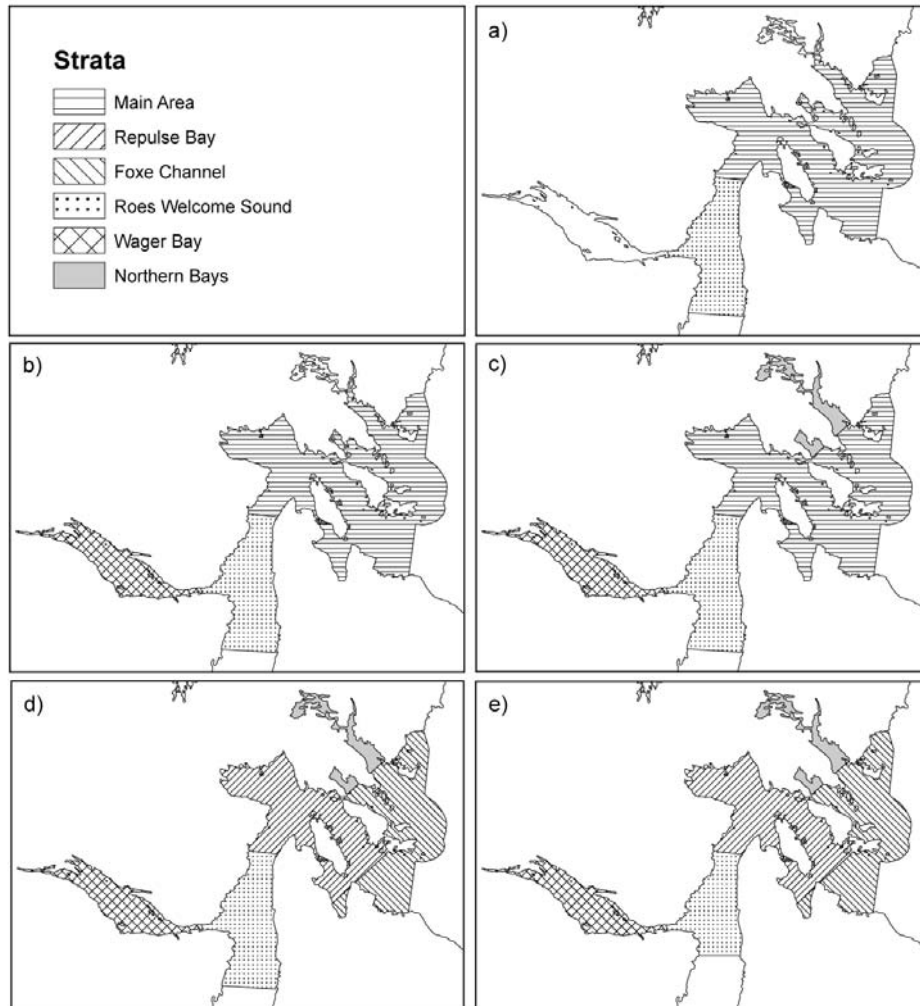 Strata
Main Area
Repulse Bay
Foxe Channel
Roes Welcome Sound
Wager Bay
Northern Bays
a)
b)
c)
d)
e)